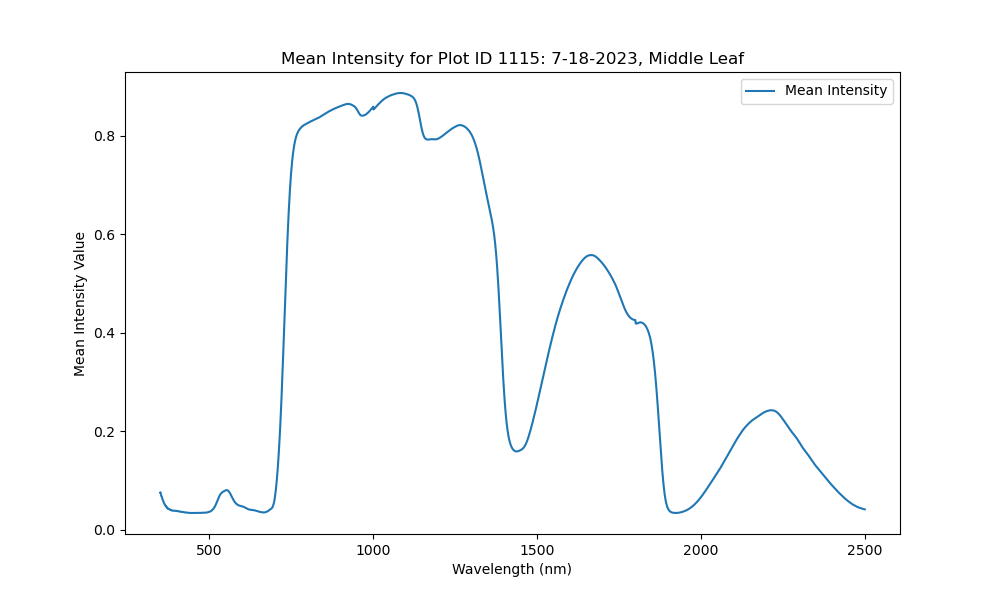 Mean Intensity for Plot ID 1115: 7-18-2023, Middle Leaf
Mean Intensity
Mean Intensity Value
0.8
0.6
0.4
0.2
0.0
500 1000 1500 2000 2500
Wavelength (nm)